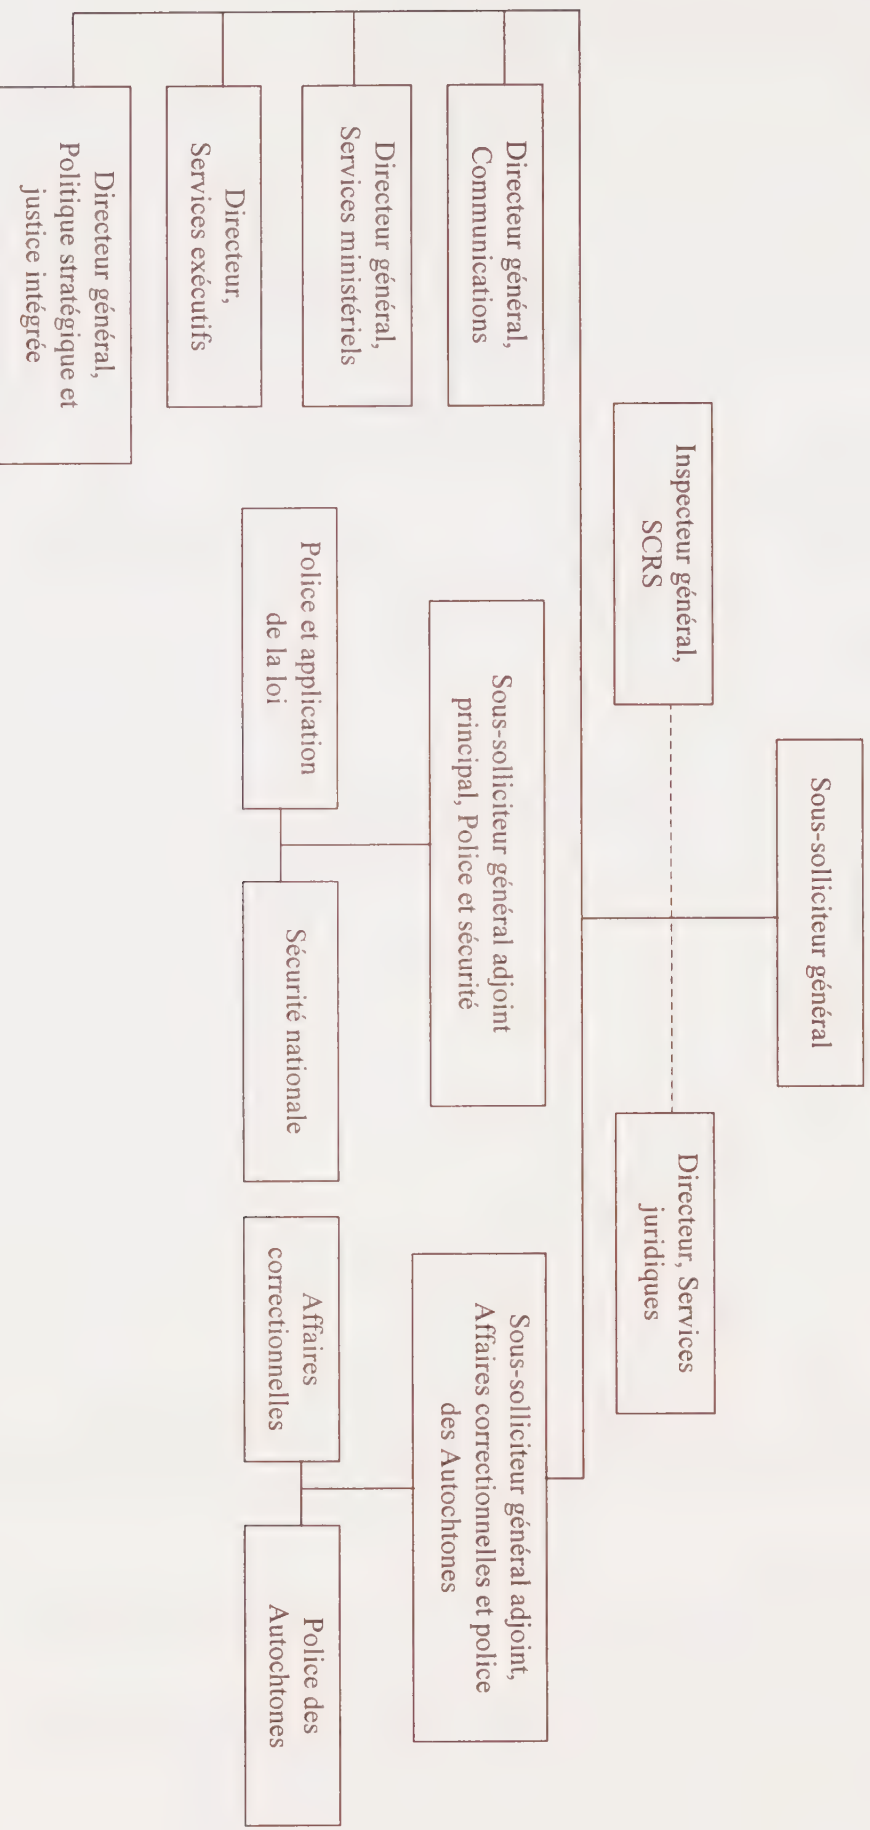 Sous-solliciteur général
Inspecteur général,
SCRS
Directeur, Services
juridiques
Directeur général,
Communications
Directeur général,
Services ministériels
Directeur,
Services exécutifs
Directeur général,
Politique stratégique et
justice intégrée
Sous-solliciteur général adjoint
principal, Police et sécurité
Police et application
de la loi
Sécurité nationale
Sous-solliciteur général adjoint,
Affaires correctionnelles et police
des Autochtones
Affaires
correctionnelles
Police des
Autochtones